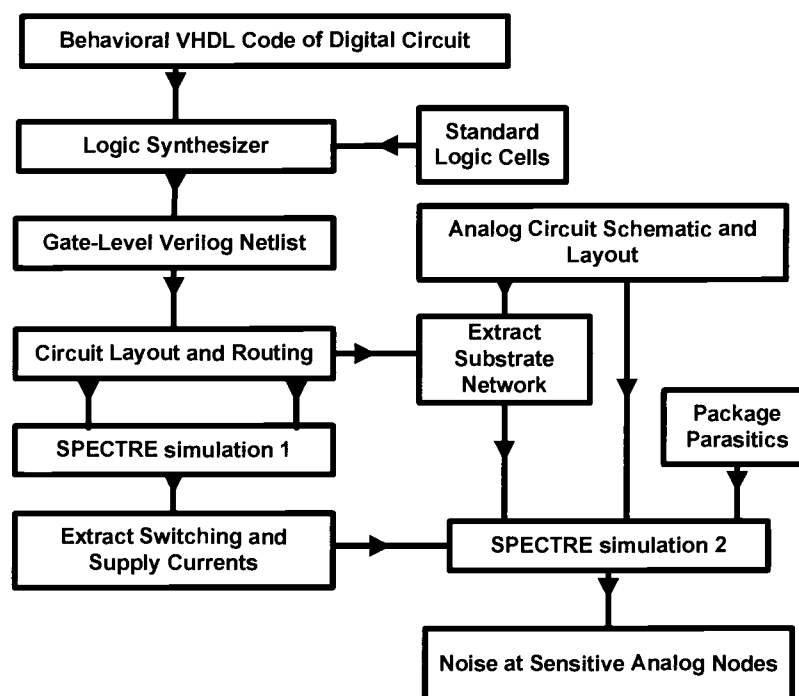 Behavioral VHDL Code of Digital Circuit
Logic Synthesizer
Standard
Logic Cells
Gate-Level Verilog Netlist
Analog Circuit Schematic and
Layout
Circuit Layout and Routing
Extract
Substrate
Network
Package
Parasitics
SPECTRE simulation 1
Extract Switching and
Supply Currents
SPECTRE simulation 2
Noise at Sensitive Analog Nodes